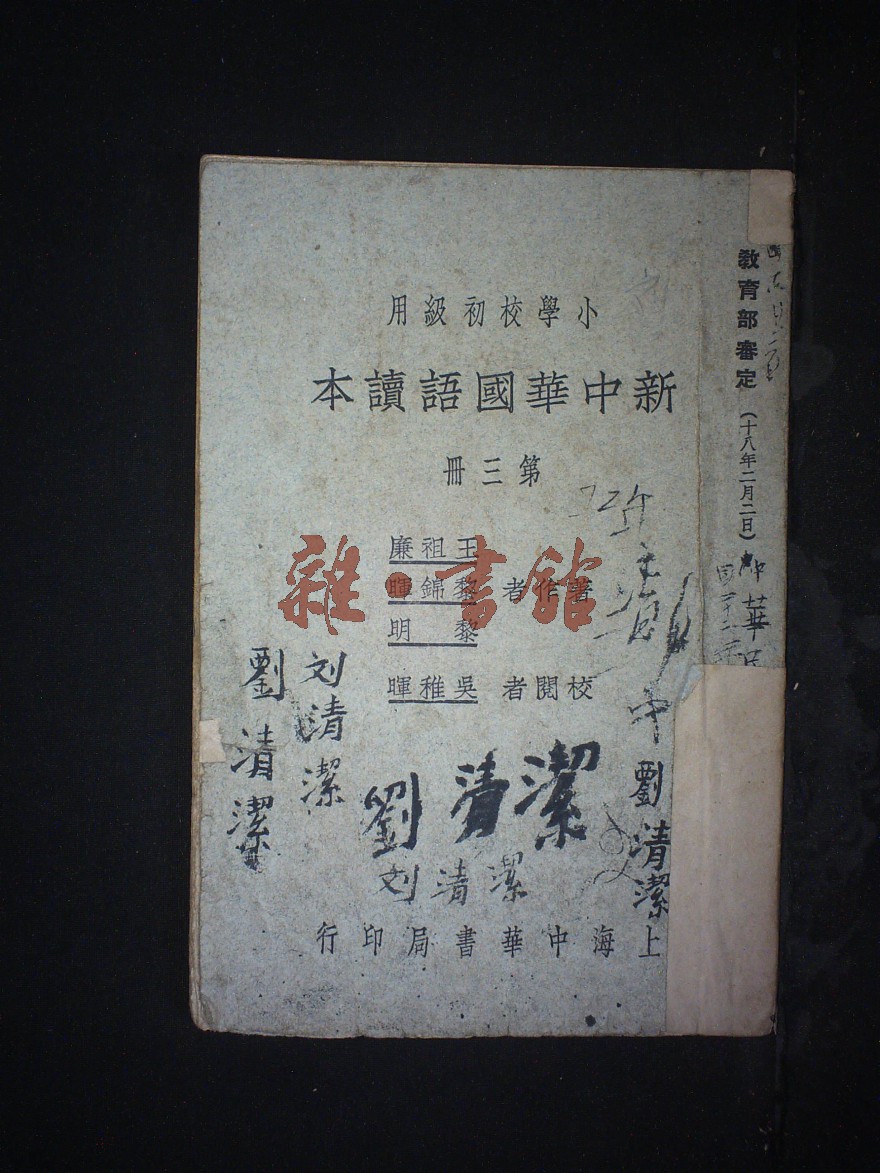 教育部審定 (十八年二月二日)
小學校初級用
新中華國語讀本
第三冊
著作者
王祖廉
黎錦暉
黎明
校閱者 吳稚暉
上海中華書局印行
雜·書館
中
劉清潔
劉清潔
刘清潔
刘清潔
劉清潔